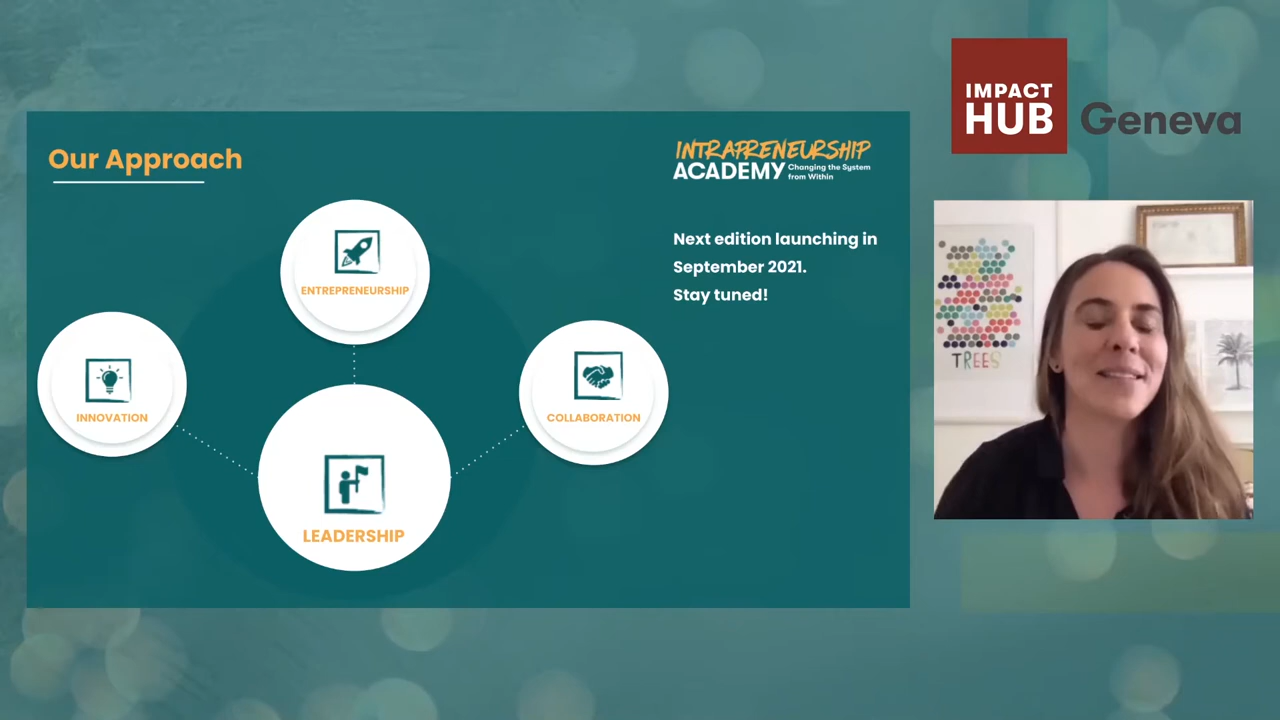 IMPACT
HUB Geneva
Our Approach
INTRAPRENEURSHIP
ACADEMY Changing the System
from Within
Next edition launching in
September 2021.
Stay tuned!
ENTREPRENEURSHIP
INNOVATION
COLLABORATION
LEADERSHIP
TREES